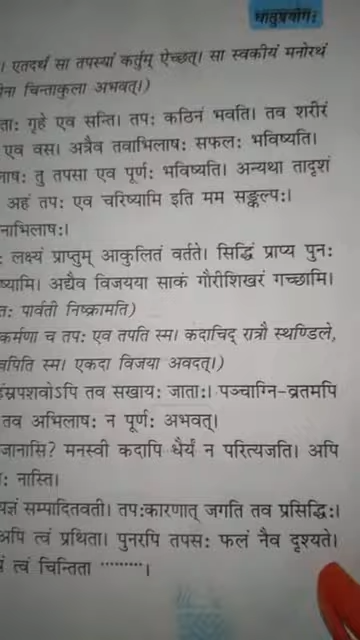 धातुप्रयोगः
। एतदर्थं सा तपस्यां कर्तुम् ऐच्छत्। सा स्वकीयं मनोरथं
चिन्ताकुला अभवत्।)
गृहे एव सन्ति। तपः कठिनं भवति। तव शरीरं
एव वस। अत्रैव तवाभिलाषः सफलः भविष्यति।
तु तपसा एव पूर्णः भविष्यति। अन्यथा तादृशं
अहं तपः एव चरिष्यामि इति मम सङ्कल्पः।
नाभिलाषः।
लक्ष्यं प्राप्तुम् आकुलितं वर्तते। सिद्धिं प्राप्य पुनः
ष्यामि। अद्यैव विजयया साकं गौरीशिखरं गच्छामि।
पार्वती निष्क्रामति)
कर्मणा च तपः एव तपति स्म। कदाचिद् रात्रौ स्थण्डिले,
स्म। एकदा विजया अवदत्।)
हिंस्रपशवोऽपि तव सखायः जाताः। पञ्चाग्नि-व्रतमपि
तव अभिलाषः न पूर्णः अभवत्।
जानासि? मनस्वी कदापि धैर्यं न परित्यजति। अपि
नास्ति।
सम्पादितवती। तपःकारणात् जगति तव प्रसिद्धिः।
अपि त्वं प्रथिता। पुनरपि तपसः फलं नैव दृश्यते।
त्वं चिन्तिता .........।